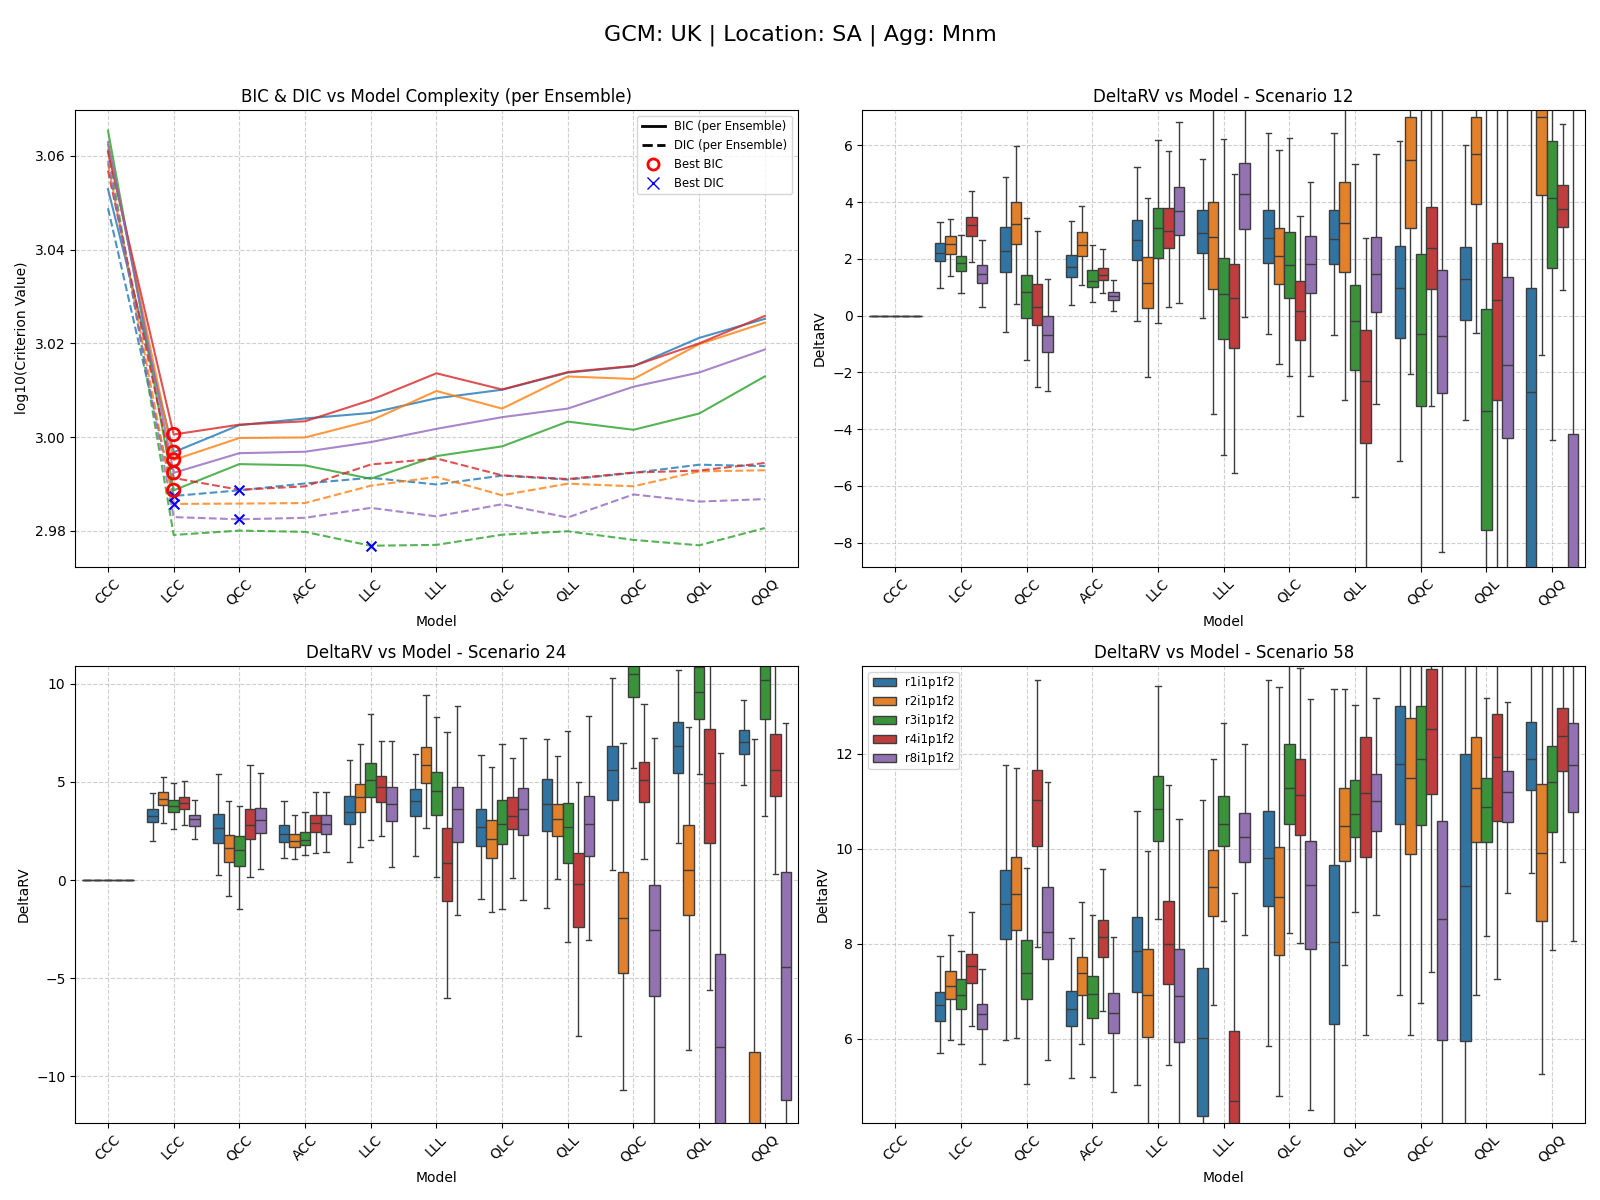 GCM: UK | Location: SA | Agg: Mnm
BIC & DIC vs Model Complexity (per Ensemble)
log10(Criterion Value)
3.06
3.04
3.02
3.00
2.98
BIC (per Ensemble)
DIC (per Ensemble)
Best BIC
Best DIC
CCC LCC QCC ACC LLC LLL QLC QLL QQC QQL QQQ
Model
DeltaRV vs Model - Scenario 12
DeltaRV
6
4
2
0
−2
−4
−6
−8
CCC LCC QCC ACC LLC LLL QLC QLL QQC QQL QQQ
Model
DeltaRV vs Model - Scenario 24
DeltaRV
10
5
0
−5
−10
CCC LCC QCC ACC LLC LLL QLC QLL QQC QQL QQQ
Model
DeltaRV vs Model - Scenario 58
DeltaRV
12
10
8
6
r1i1p1f2
r2i1p1f2
r3i1p1f2
r4i1p1f2
r8i1p1f2
CCC LCC QCC ACC LLC LLL QLC QLL QQC QQL QQQ
Model